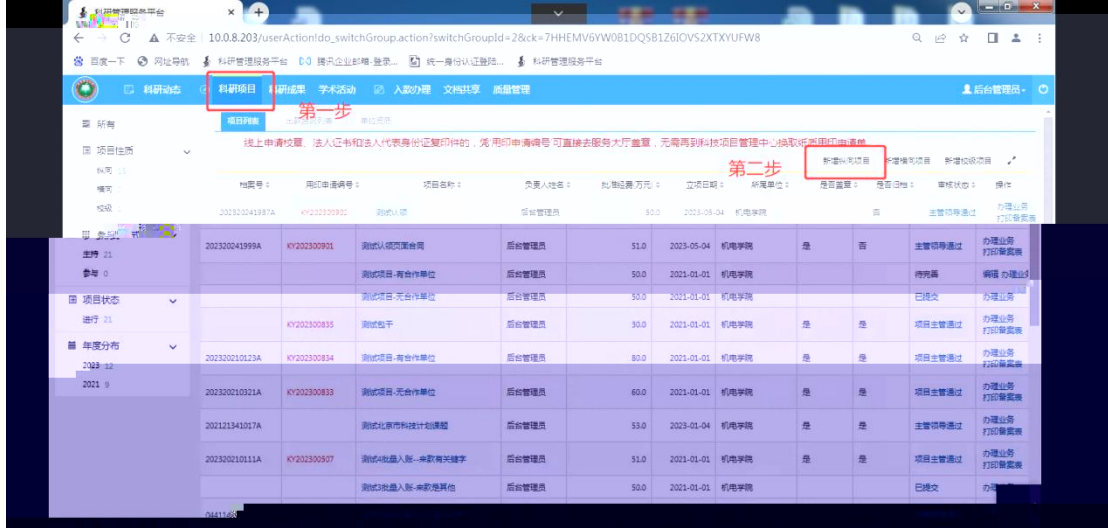 科研管理服务平台
不安全 10.0.8.203/userAction!do_switchGroup.action?switchGroupId=2&ck=7HHEMV6YW0B1DQSB1Z6IOVS2XTXYUFW8
百度一下 网址导航 科研管理服务平台 腾讯企业邮箱-登录... 统一身份认证登陆... 科研管理服务平台
科研动态 科研项目 科研成果 学术活动 入款办理 文档共享 质量管理 后台管理员
第一步
所有 项目列表
线上申请校章、法人证书和法人代表身份证复印件的，凭用印申请编号 可直接去服务大厅盖章，无需再到科技项目管理中心换取纸质用印申请单
项目性质 第二步 新增纵向项目 新增横向项目 新增校级项目
纵向
横向
校级
档案号 用印申请编号 项目名称 负责人姓名 批准经费(万元) 立项日期 所属单位 是否盖章 是否归档 审核状态 操作
202320241987A KY202300902 测试认领 后台管理员 50.0 2023-05-04 机电学院 否 主管领导通过 办理业务
打印备案表
主持 21
参与 0
202320241999A KY202300901 测试认领页面合同 后台管理员 51.0 2023-05-04 机电学院 是 否 主管领导通过 办理业务
打印备案表
测试项目-有合作单位 后台管理员 50.0 2021-01-01 机电学院 待完善 编辑 办理业务
项目状态
测试项目-无合作单位 后台管理员 50.0 2021-01-01 机电学院 已提交 办理业务
进行 21
KY202300835 测试包干 后台管理员 30.0 2021-01-01 机电学院 是 是 项目主管通过 办理业务
打印备案表
年度分布
2023 12
2021 9
202320210123A KY202300834 测试项目-有合作单位 后台管理员 80.0 2021-01-01 机电学院 是 是 项目主管通过 办理业务
打印备案表
202320210321A KY202300833 测试项目-无合作单位 后台管理员 60.0 2021-01-01 机电学院 是 是 项目主管通过 办理业务
打印备案表
202121341017A 测试北京市科技计划课题 后台管理员 53.0 2023-01-04 机电学院 是 是 主管领导通过 办理业务
打印备案表
202320210111A KY202300507 测试4批量入账--来款有关键字 后台管理员 51.0 2021-01-01 机电学院 是 是 项目主管通过 办理业务
打印备案表
测试3批量入账-来款是其他 后台管理员 50.0 2021-01-01 机电学院 已提交